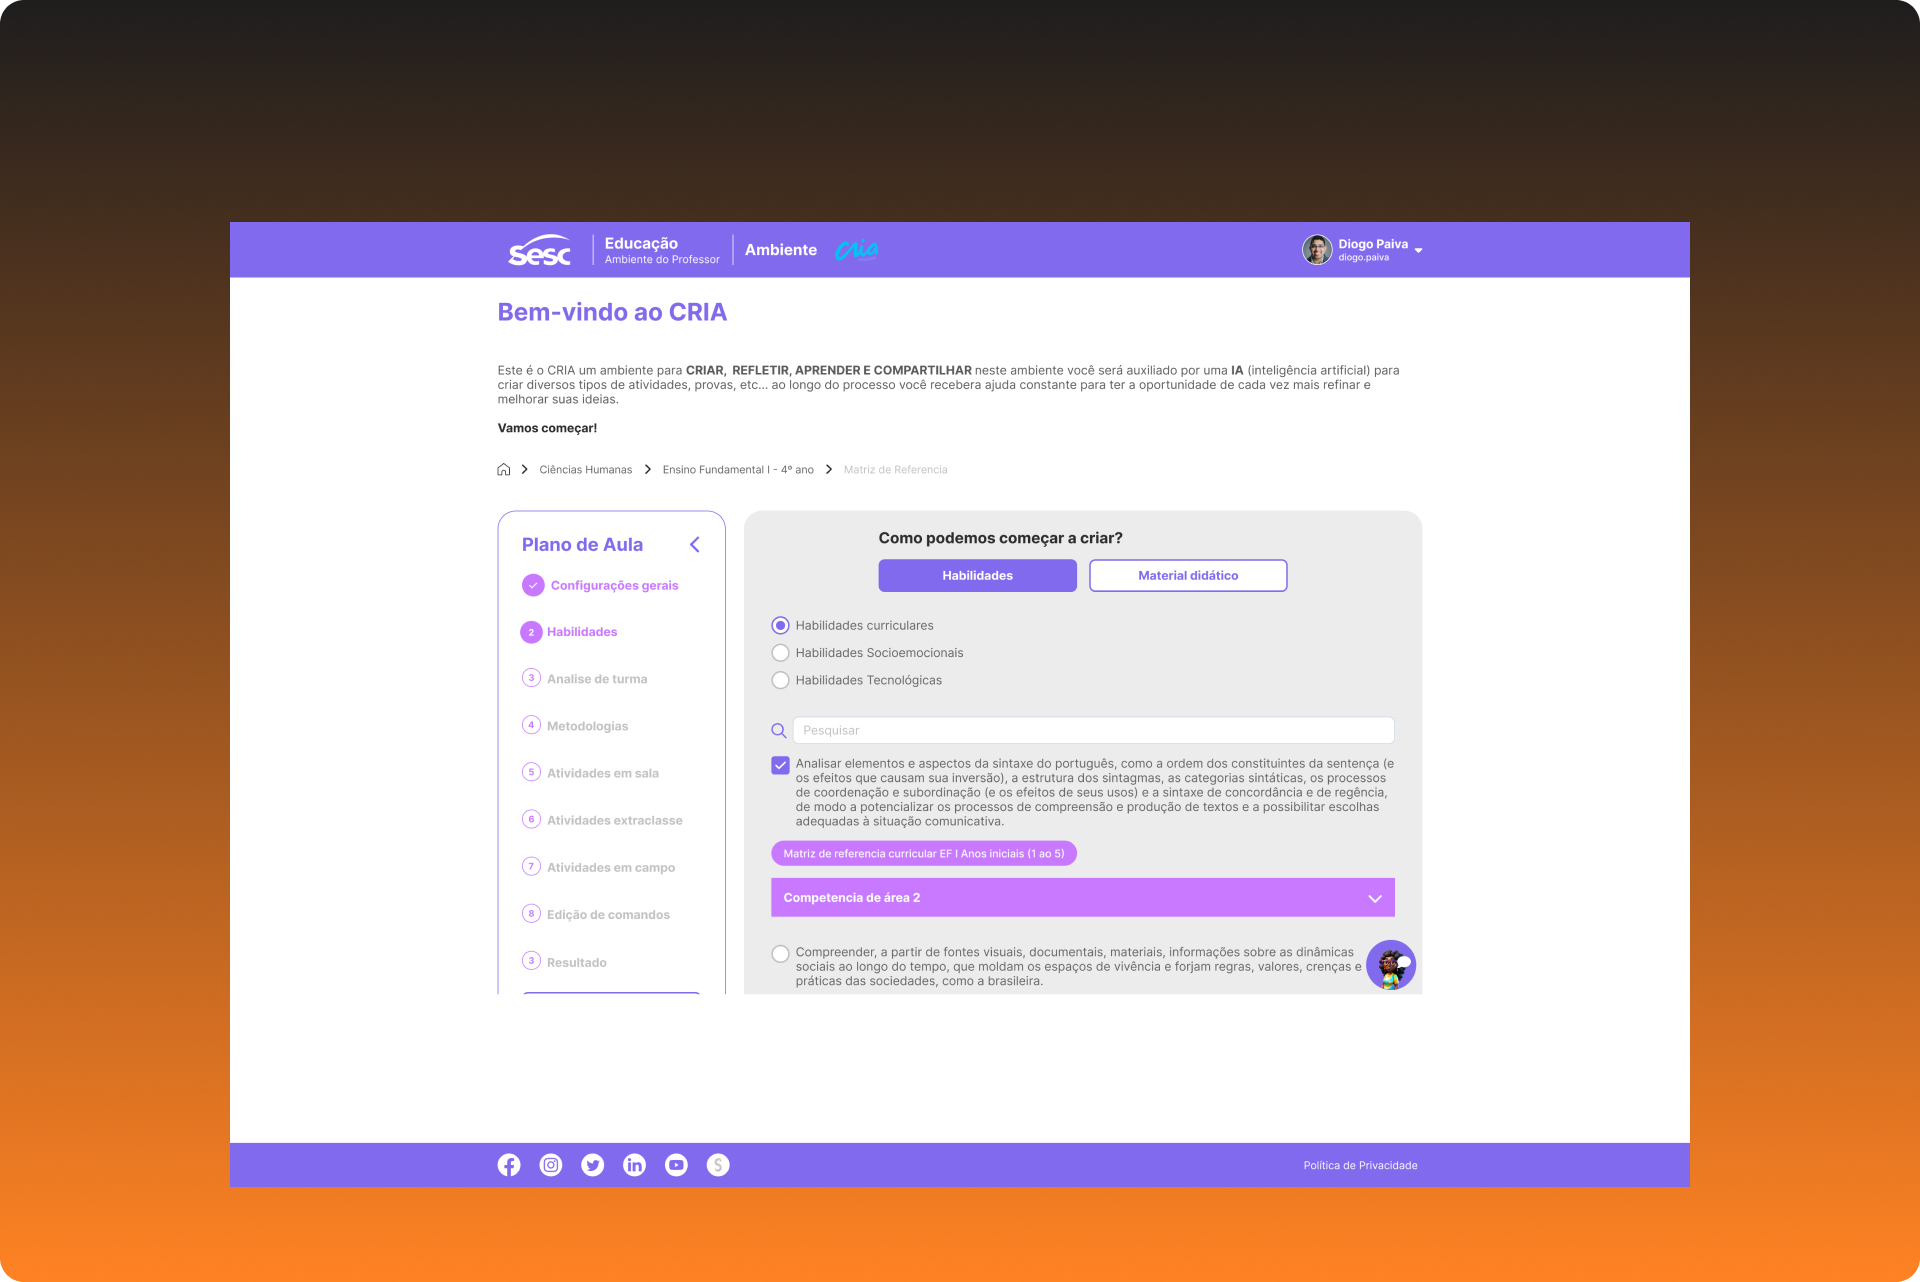 sesc
Educação
Ambiente do Professor
Ambiente
cria
Diogo Paiva
diogo.paiva
Bem-vindo ao CRIA
Este é o CRIA um ambiente para CRIAR, REFLETIR, APRENDER E COMPARTILHAR neste ambiente você será auxiliado por uma IA (inteligência artificial) para
criar diversos tipos de atividades, provas, etc... ao longo do processo você recebera ajuda constante para ter a oportunidade de cada vez mais refinar e
melhorar suas ideias.
Vamos começar!
Ciências Humanas
Ensino Fundamental I - 4º ano
Matriz de Referencia
Plano de Aula
Configurações gerais
2 Habilidades
3 Analise de turma
4 Metodologias
5 Atividades em sala
6 Atividades extraclasse
7 Atividades em campo
8 Edição de comandos
3 Resultado
Como podemos começar a criar?
Habilidades
Material didático
Habilidades curriculares
Habilidades Socioemocionais
Habilidades Tecnológicas
Pesquisar
Analisar elementos e aspectos da sintaxe do português, como a ordem dos constituintes da sentença (e
os efeitos que causam sua inversão), a estrutura dos sintagmas, as categorias sintáticas, os processos
de coordenação e subordinação (e os efeitos de seus usos) e a sintaxe de concordância e de regência,
de modo a potencializar os processos de compreensão e produção de textos e a possibilitar escolhas
adequadas à situação comunicativa.
Matriz de referencia curricular EF I Anos iniciais (1 ao 5)
Competencia de área 2
Compreender, a partir de fontes visuais, documentais, materiais, informações sobre as dinâmicas
sociais ao longo do tempo, que moldam os espaços de vivência e forjam regras, valores, crenças e
práticas das sociedades, como a brasileira.
Política de Privacidade